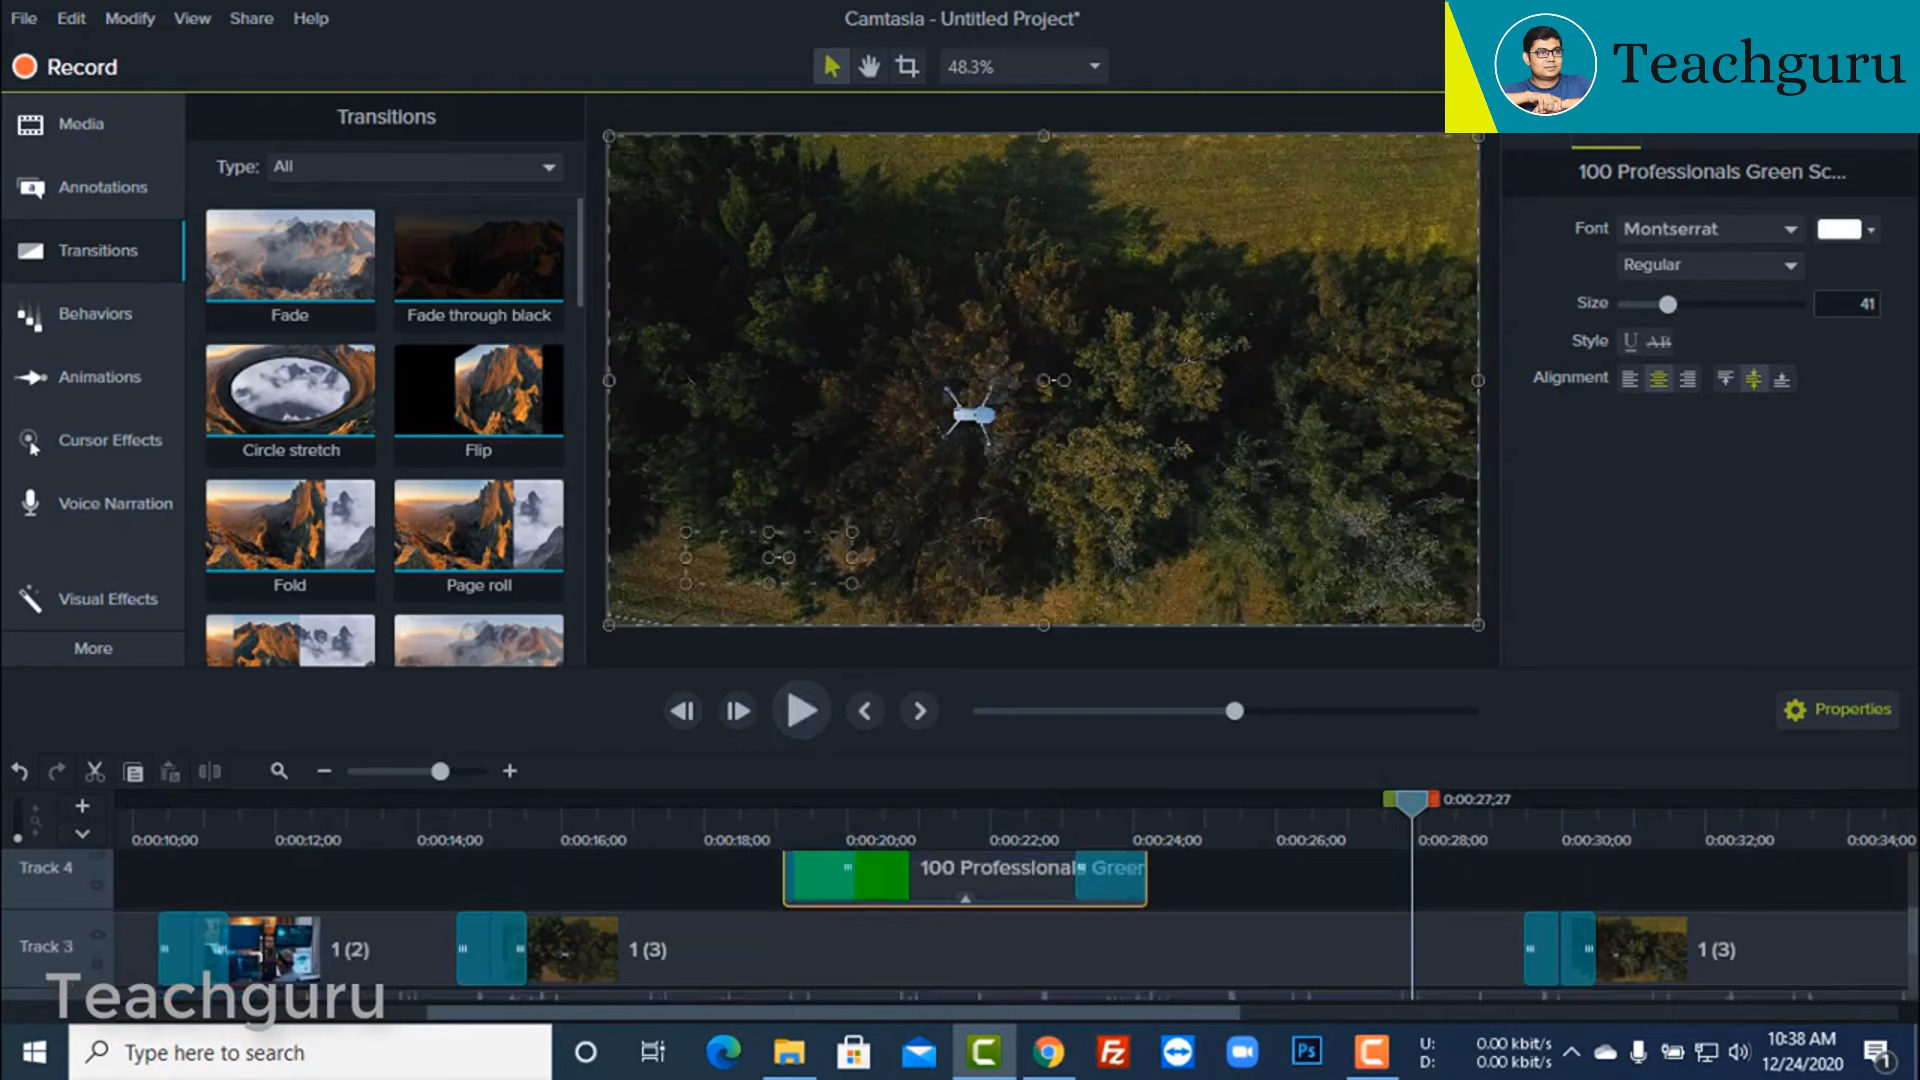 File Edit Modify View Share Help
Camtasia - Untitled Project*
Teachguru
Record
48.3%
Media
Annotations
Transitions
Behaviors
Animations
Cursor Effects
Voice Narration
Visual Effects
More
Transitions
Type: All
Fade
Fade through black
Circle stretch
Flip
Fold
Page roll
100 Professionals Green Sc...
Font Montserrat
Regular
Size 41
Style U AB
Alignment
Properties
0:00:27;27
0:00:10;00 0:00:12;00 0:00:14;00 0:00:16;00 0:00:18;00 0:00:20;00 0:00:22;00 0:00:24;00 0:00:26;00 0:00:28;00 0:00:30;00 0:00:32;00 0:00:34;00
Track 4
100 Professionals Green
Track 3
1 (2)
1 (3)
1 (3)
Teachguru
Type here to search
U: 0.00 kbit/s
D: 0.00 kbit/s
10:38 AM
12/24/2020
1
Ps